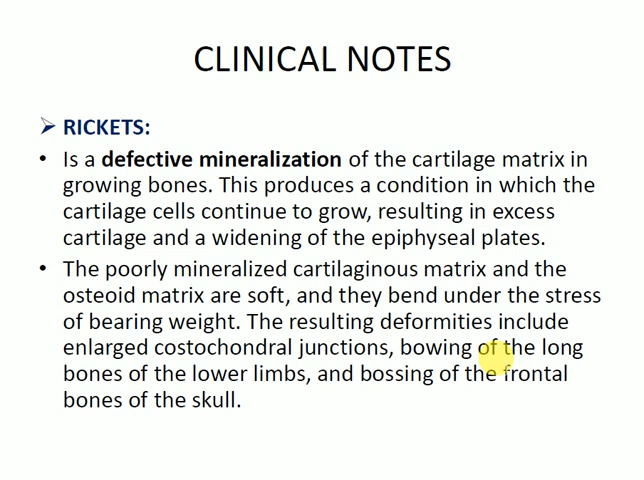 CLINICAL NOTES
➢ RICKETS:
• Is a defective mineralization of the cartilage matrix in
growing bones. This produces a condition in which the
cartilage cells continue to grow, resulting in excess
cartilage and a widening of the epiphyseal plates.
• The poorly mineralized cartilaginous matrix and the
osteoid matrix are soft, and they bend under the stress
of bearing weight. The resulting deformities include
enlarged costochondral junctions, bowing of the long
bones of the lower limbs, and bossing of the frontal
bones of the skull.